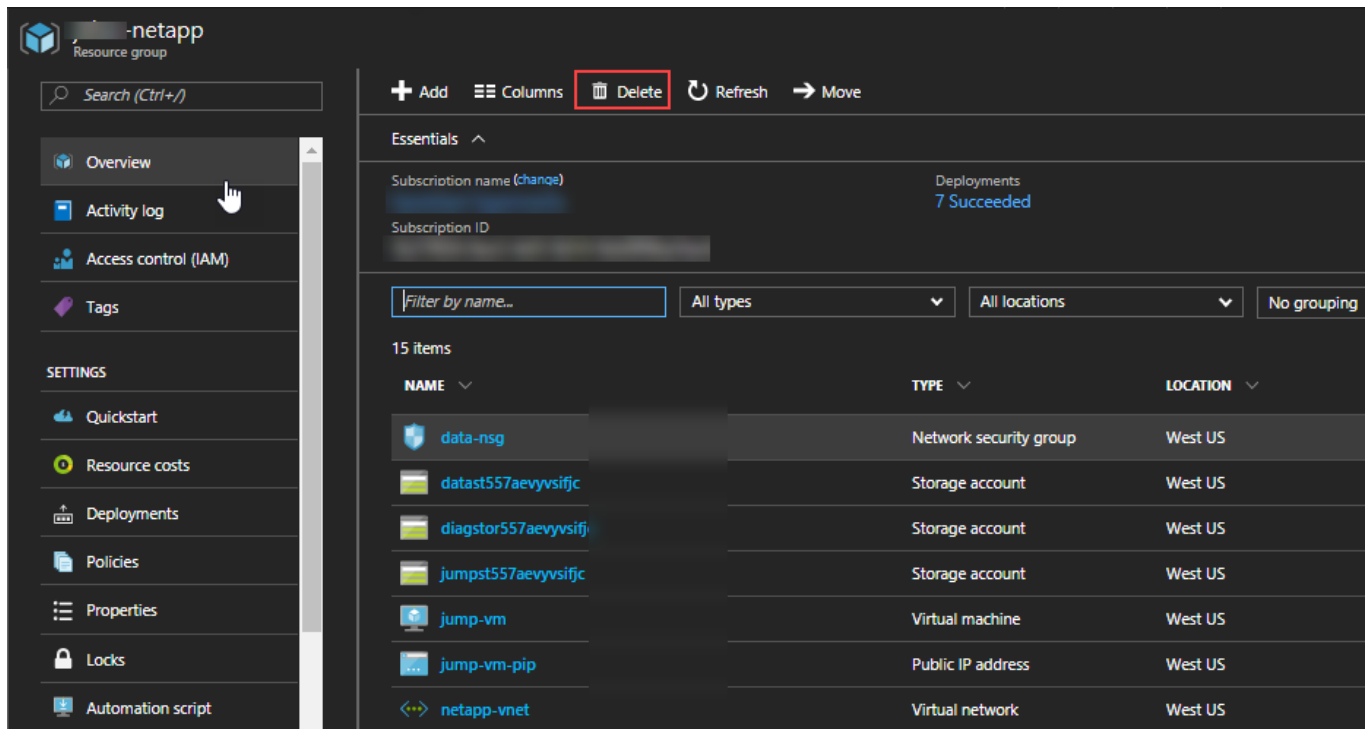 -netapp
Resource group
Search (Ctrl+/)
Overview
Activity log
Access control (IAM)
Tags
SETTINGS
Quickstart
Resource costs
Deployments
Policies
Properties
Locks
Automation script
Add Columns Delete Refresh Move
Essentials
Subscription name (change)
Subscription ID
Deployments
7 Succeeded
Filter by name... All types All locations No grouping
15 items
NAME TYPE LOCATION
data-nsg Network security group West US
datast557aevyvsifjc Storage account West US
diagstor557aevyvsifj Storage account West US
jumpst557aevyvsifjc Storage account West US
jump-vm Virtual machine West US
jump-vm-pip Public IP address West US
netapp-vnet Virtual network West US